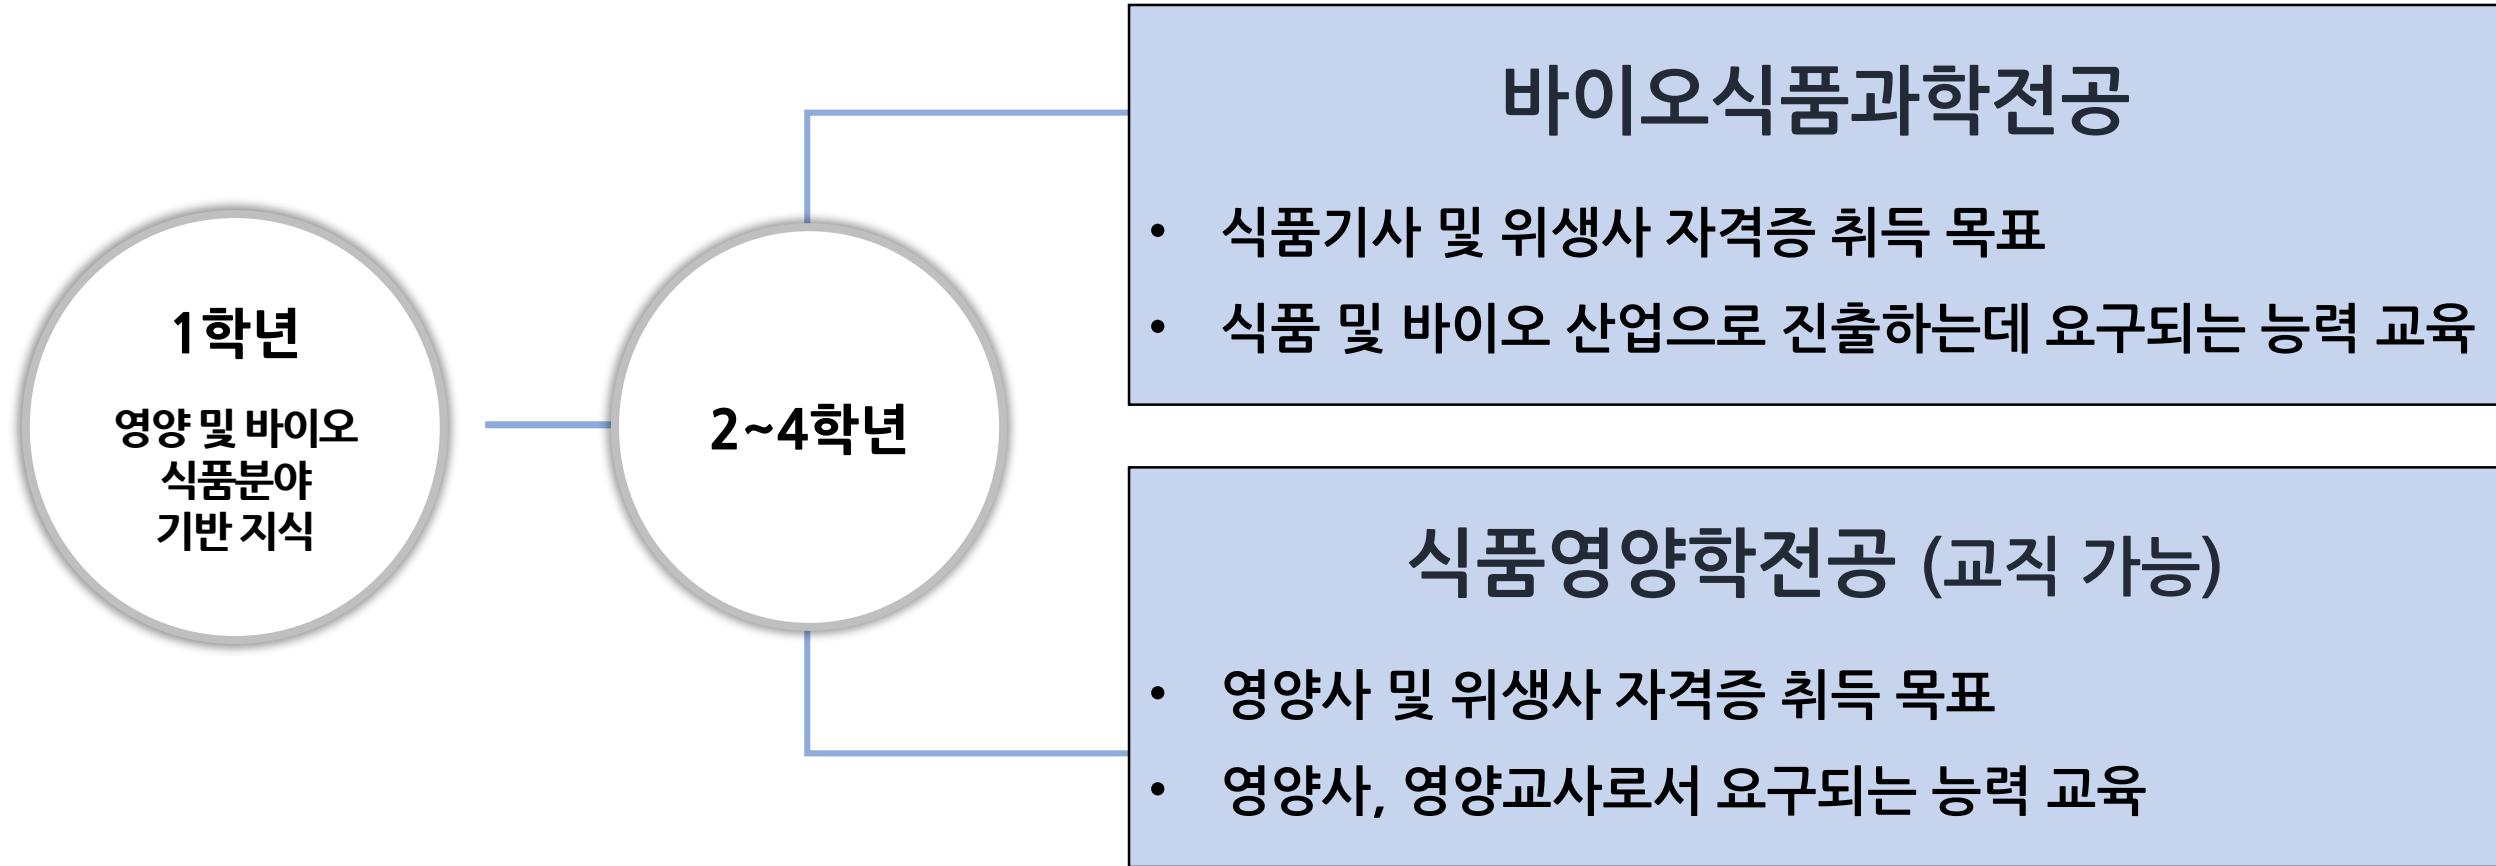 1학년
영양 및 바이오
식품분야
기반 지식
2~4학년
바이오식품과학전공
• 식품기사 및 위생사 자격증 취득 목표
• 식품 및 바이오 산업으로 진출하는데 요구되는 능력 교육
식품영양학전공 (교직 가능)
• 영양사 및 위생사 자격증 취득 목표
• 영양사, 영양교사로서 요구되는 능력 교육